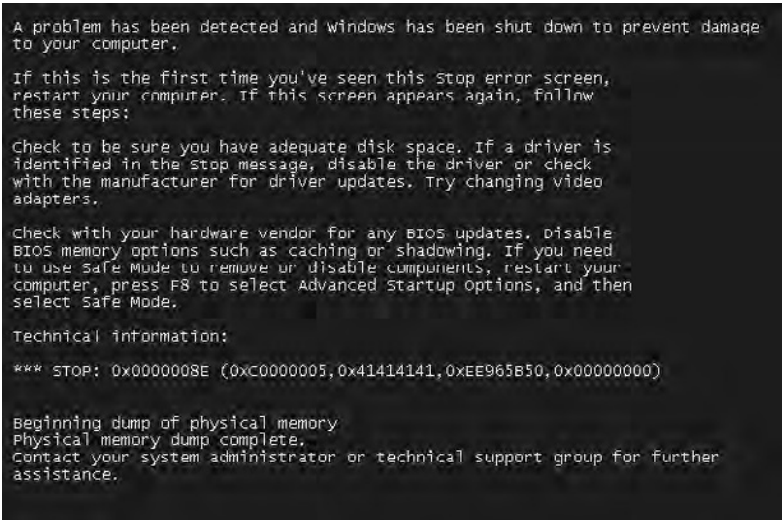 A problem has been detected and Windows has been shut down to prevent damage
to your computer.
If this is the first time you've seen this Stop error screen,
restart your computer. If this screen appears again, follow
these steps:
Check to be sure you have adequate disk space. If a driver is
identified in the Stop message, disable the driver or check
with the manufacturer for driver updates. Try changing video
adapters.
Check with your hardware vendor for any BIOS updates. Disable
BIOS memory options such as caching or shadowing. If you need
to use Safe Mode to remove or disable components, restart your
computer, press F8 to select Advanced Startup Options, and then
select Safe Mode.
Technical information:
*** STOP: 0x0000008E (0xC0000005,0x41414141,0xEE965B50,0x00000000)
Beginning dump of physical memory
Physical memory dump complete.
Contact your system administrator or technical support group for further
assistance.